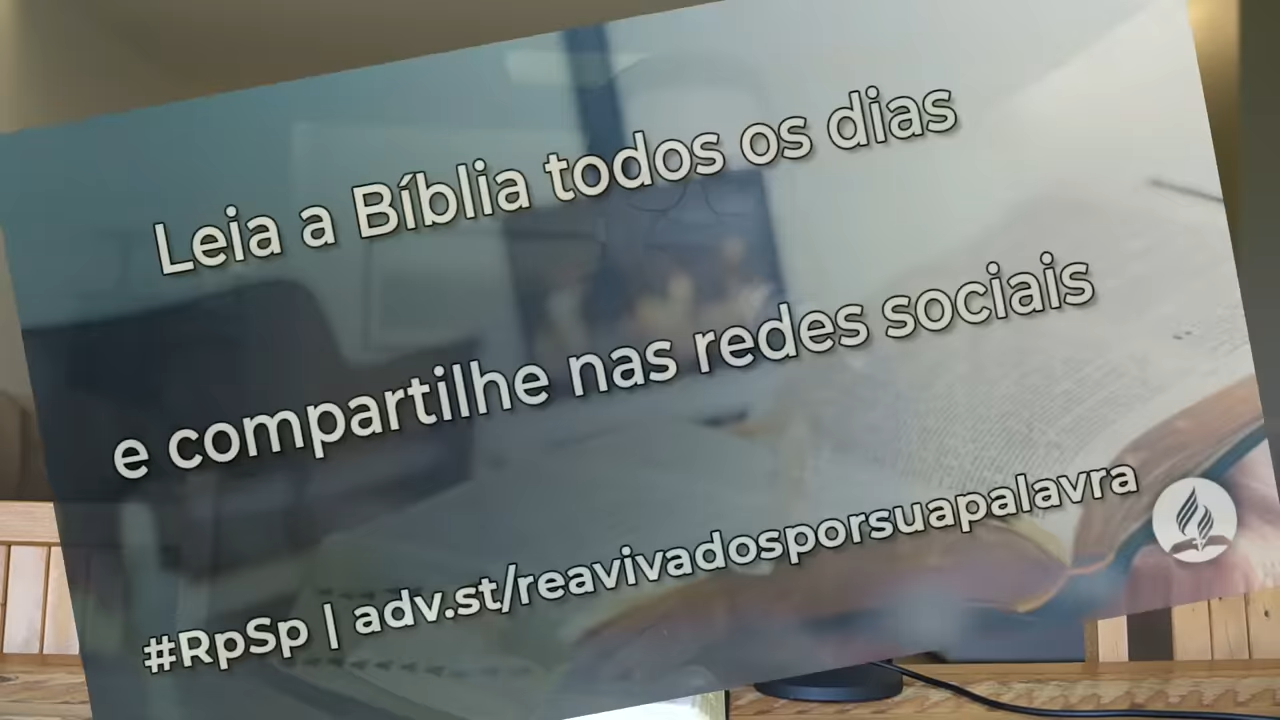 Leia a Bíblia todos os dias
e compartilhe nas redes sociais
#RpSp | adv.st/reavivadosporsuapalavra